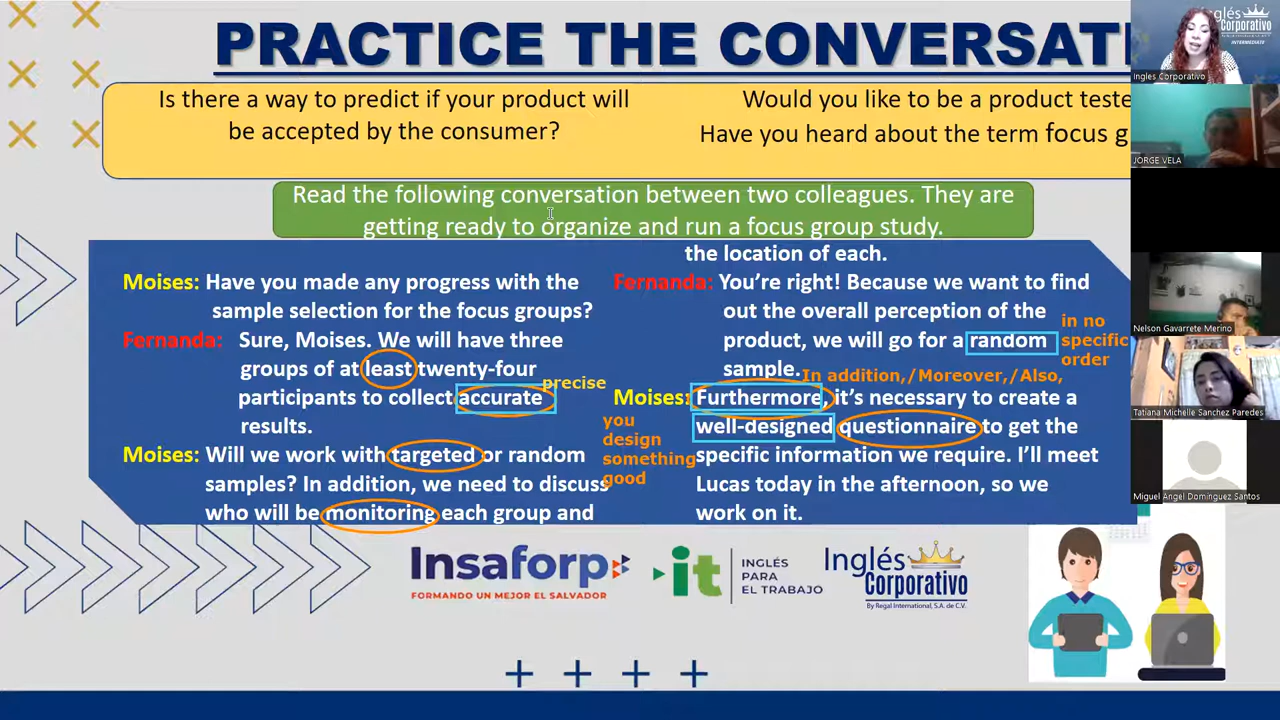 PRACTICE THE CONVERSATI
Is there a way to predict if your product will
be accepted by the consumer?
Would you like to be a product teste
Have you heard about the term focus g
Read the following conversation between two colleagues. They are
getting ready to organize and run a focus group study.
Moises: Have you made any progress with the
sample selection for the focus groups?
Fernanda: Sure, Moises. We will have three
groups of at least twenty-four
participants to collect accurate
precise
results.
Moises: Will we work with targeted or random
samples? In addition, we need to discuss
who will be monitoring each group and
the location of each.
Fernanda: You're right! Because we want to find
out the overall perception of the
product, we will go for a random
sample.
in no
specific
order
In addition,/Moreover,/Also,
Moises: Furthermore, it's necessary to create a
well-designed questionnaire to get the
specific information we require. I'll meet
Lucas today in the afternoon, so we
work on it.
you
design
something
good
Insaforp
FORMANDO UN MEJOR EL SALVADOR
it
INGLÉS
PARA
EL TRABAJO
Inglés
Corporativo
By Regal International, S.A. de C.V.
glés
Corporativo
INTERMEDIATE
Ingles Corporativo
JORGE VELA
Nelson Gavarrete Merino
Tatiana Michelle Sanchez Paredes
Miguel Angel Dominguez Santos